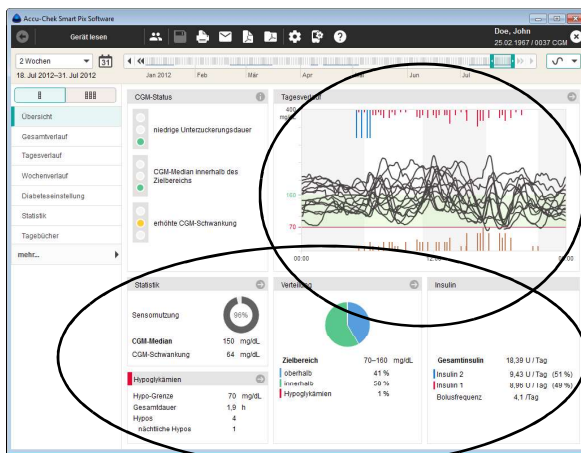 Accu-Chek Smart Pix Software
Gerät lesen
Doe, John
25.02.1967 / 0037 CGM
2 Wochen
31
18. Jul 2012–31. Jul 2012
Jan 2012 Feb Mär Apr Jun Jul
Übersicht
Gesamtverlauf
Tagesverlauf
Wochenverlauf
Diabeteseinstellung
Statistik
Tagebücher
mehr...
CGM-Status
niedrige Unterzuckerungsdauer
CGM-Median innerhalb des
Zielbereichs
erhöhte CGM-Schwankung
Tagesverlauf
400
mg/dL
160
70
00:00 12:00
Statistik
Sensornutzung
96%
CGM-Median 150 mg/dL
CGM-Schwankung 64 mg/dL
Hypoglykämien
Hypo-Grenze 70 mg/dL
Gesamtdauer 1,9 h
Hypos 4
nächtliche Hypos 1
Verteilung
Zielbereich 70–160 mg/dL
oberhalb 41 %
innerhalb 58 %
Hypoglykämien 1 %
Insulin
Gesamtinsulin 18,39 U / Tag
Insulin 2 9,43 U / Tag (51 %)
Insulin 1 8,96 U / Tag (49 %)
Bolusfrequenz 4,1 /Tag